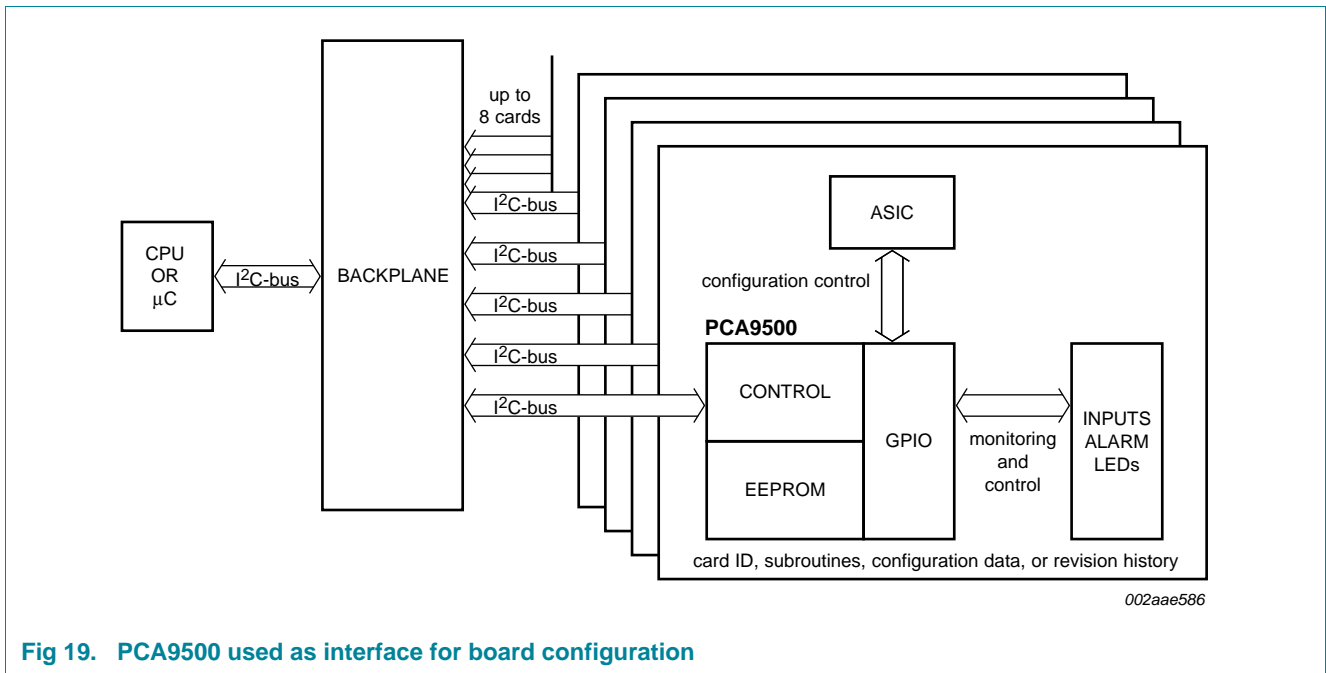 up to
8 cards
I²C-bus
ASIC
CPU
OR
μC
I²C-bus
BACKPLANE
I²C-bus
configuration control
I²C-bus
PCA9500
I²C-bus
I²C-bus
CONTROL
GPIO
EEPROM
monitoring
and
control
INPUTS
ALARM
LEDs
card ID, subroutines, configuration data, or revision history
002aae586
Fig 19. PCA9500 used as interface for board configuration